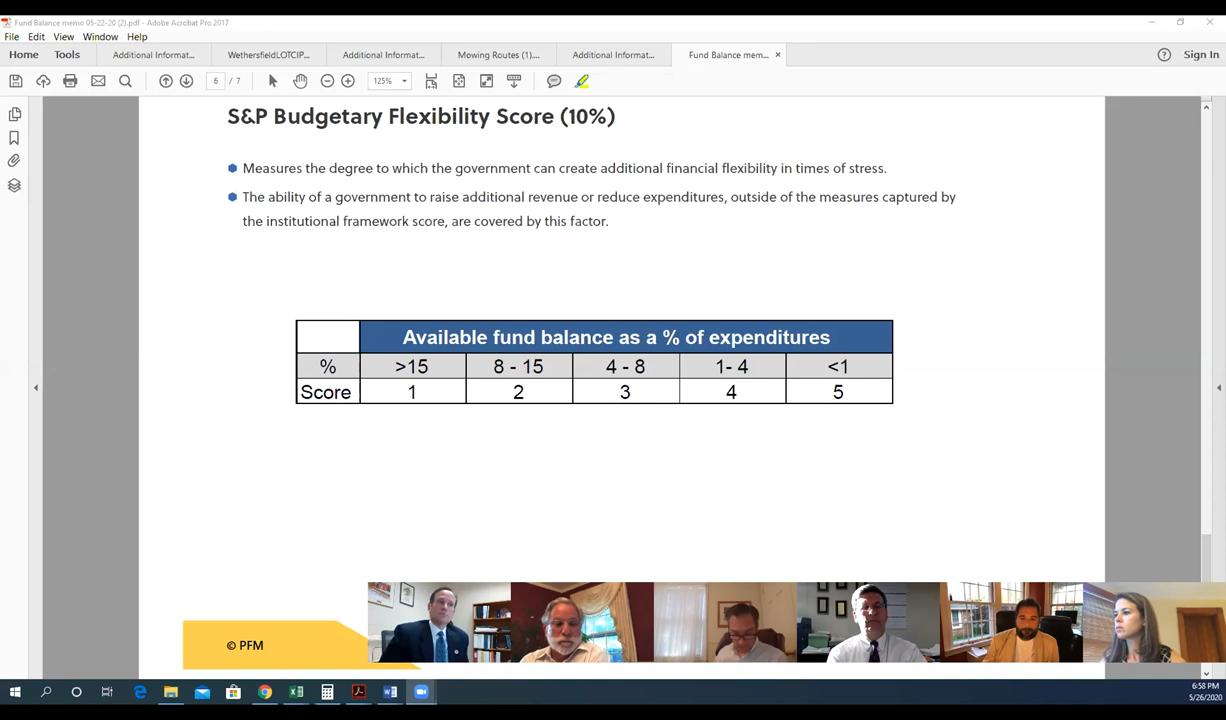 Fund Balance memo 05-22-20 (2).pdf - Adobe Acrobat Pro 2017
File Edit View Window Help
Home Tools Additional Informat... WethersfieldLOTCIP... Additional Informat... Mowing Routes (1).... Additional Informat... Fund Balance mem... × Sign In
6 / 7 125%
S&P Budgetary Flexibility Score (10%)
Measures the degree to which the government can create additional financial flexibility in times of stress.
The ability of a government to raise additional revenue or reduce expenditures, outside of the measures captured by
the institutional framework score, are covered by this factor.
Available fund balance as a % of expenditures
% >15 8 - 15 4 - 8 1- 4 <1
Score 1 2 3 4 5
© PFM
6:58 PM
5/26/2020